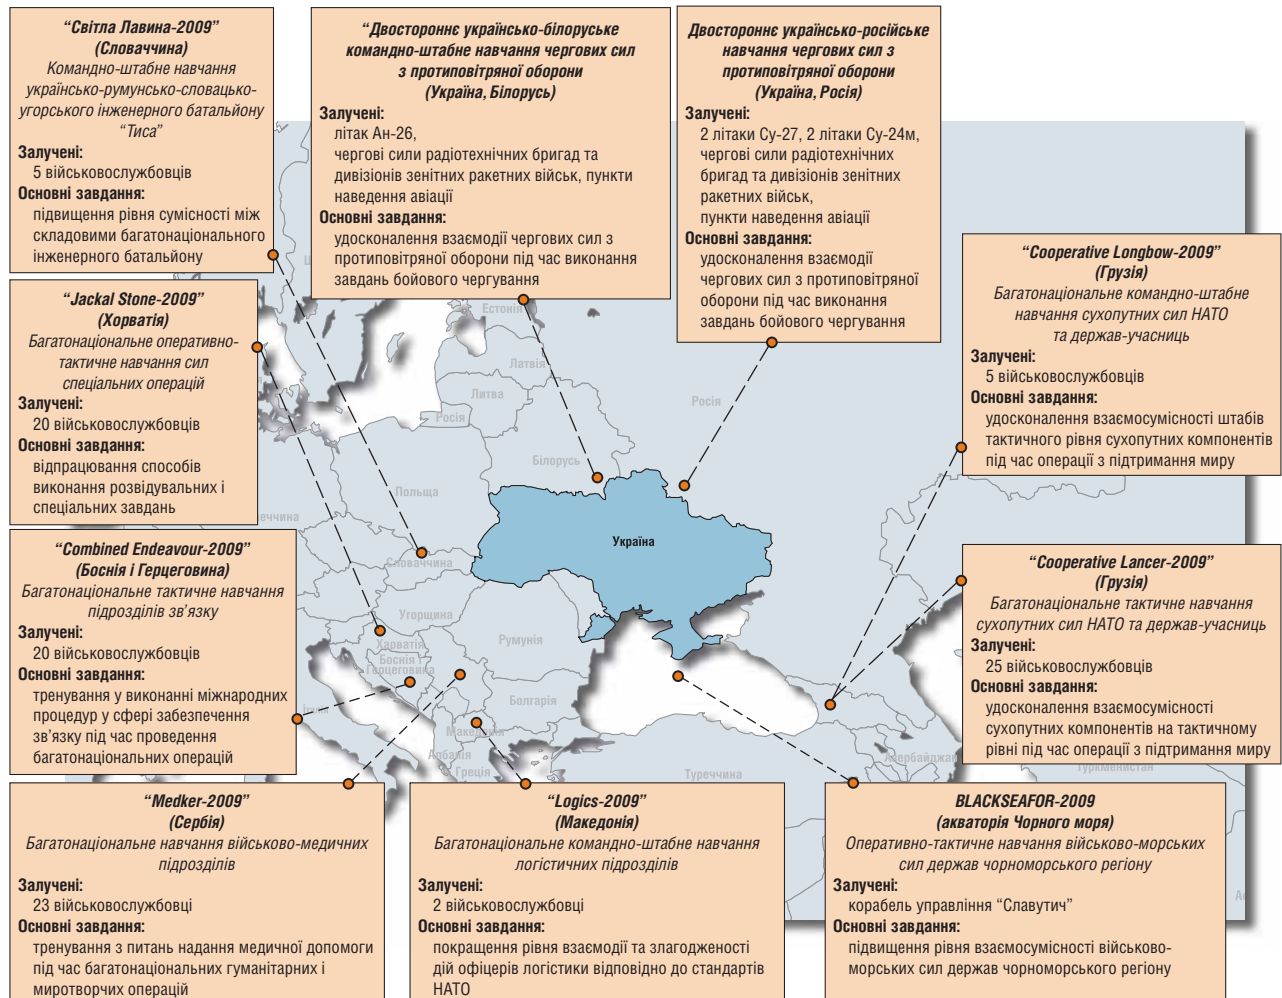 “Світла Лавина-2009”
(Словаччина)
Командно-штабне навчання
українсько-румунсько-словацько-
угорського інженерного батальйону
“Тиса”
Залучені:
5 військовослужбовців
Основні завдання:
підвищення рівня сумісності між
складовими багатонаціонального
інженерного батальйону
“Двостороннє українсько-білоруське
командно-штабне навчання чергових сил
з протиповітряної оборони
(Україна, Білорусь)
Залучені:
літак Ан-26,
чергові сили радіотехнічних бригад та
дивізіонів зенітних ракетних військ, пункти
наведення авіації
Основні завдання:
удосконалення взаємодії чергових сил з
протиповітряної оборони під час виконання
завдань бойового чергування
Двостороннє українсько-російське
навчання чергових сил з
протиповітряної оборони
(Україна, Росія)
Залучені:
2 літаки Су-27, 2 літаки Су-24м,
чергові сили радіотехнічних
бригад та дивізіонів зенітних
ракетних військ,
пункти наведення авіації
Основні завдання:
удосконалення взаємодії
чергових сил з протиповітряної
оборони під час виконання
завдань бойового чергування
“Cooperative Longbow-2009”
(Грузія)
Багатонаціональне командно-штабне
навчання сухопутних сил НАТО
та держав-учасниць
Залучені:
5 військовослужбовців
Основні завдання:
удосконалення взаємосумісності штабів
тактичного рівня сухопутних компонентів
під час операції з підтримання миру
“Jackal Stone-2009”
(Хорватія)
Багатонаціональне оперативно-
тактичне навчання сил
спеціальних операцій
Залучені:
20 військовослужбовців
Основні завдання:
відпрацювання способів
виконання розвідувальних і
спеціальних завдань
Естонія
Латвія
Литва
Росія
Росія
Білорусь
Польща
Україна
Словаччина
Угорщина
Румунія
Хорватія
Боснія і
Герцеговина
Болгарія
Македонія
Албанія
Греція
Туреччина
Азербайджан
Туркменистан
“Combined Endeavour-2009”
(Боснія і Герцеговина)
Багатонаціональне тактичне навчання
підрозділів зв’язку
Залучені:
20 військовослужбовців
Основні завдання:
тренування у виконанні міжнародних
процедур у сфері забезпечення
зв’язку під час проведення
багатонаціональних операцій
“Cooperative Lancer-2009”
(Грузія)
Багатонаціональне тактичне навчання
сухопутних сил НАТО та держав-учасниць
Залучені:
25 військовослужбовців
Основні завдання:
удосконалення взаємосумісності
сухопутних компонентів на тактичному
рівні під час операції з підтримання миру
“Medker-2009”
(Сербія)
Багатонаціональне навчання військово-медичних
підрозділів
Залучені:
23 військовослужбовці
Основні завдання:
тренування з питань надання медичної допомоги
під час багатонаціональних гуманітарних і
миротворчих операцій
“Logics-2009”
(Македонія)
Багатонаціональне командно-штабне навчання
логістичних підрозділів
Залучені:
2 військовослужбовці
Основні завдання:
покращення рівня взаємодії та злагодженості
дій офіцерів логістики відповідно до стандартів
НАТО
BLACKSEAFOR-2009
(акваторія Чорного моря)
Оперативно-тактичне навчання військово-морських
сил держав чорноморського регіону
Залучені:
корабель управління “Славутич”
Основні завдання:
підвищення рівня взаємосумісності військово-
морських сил держав чорноморського регіону